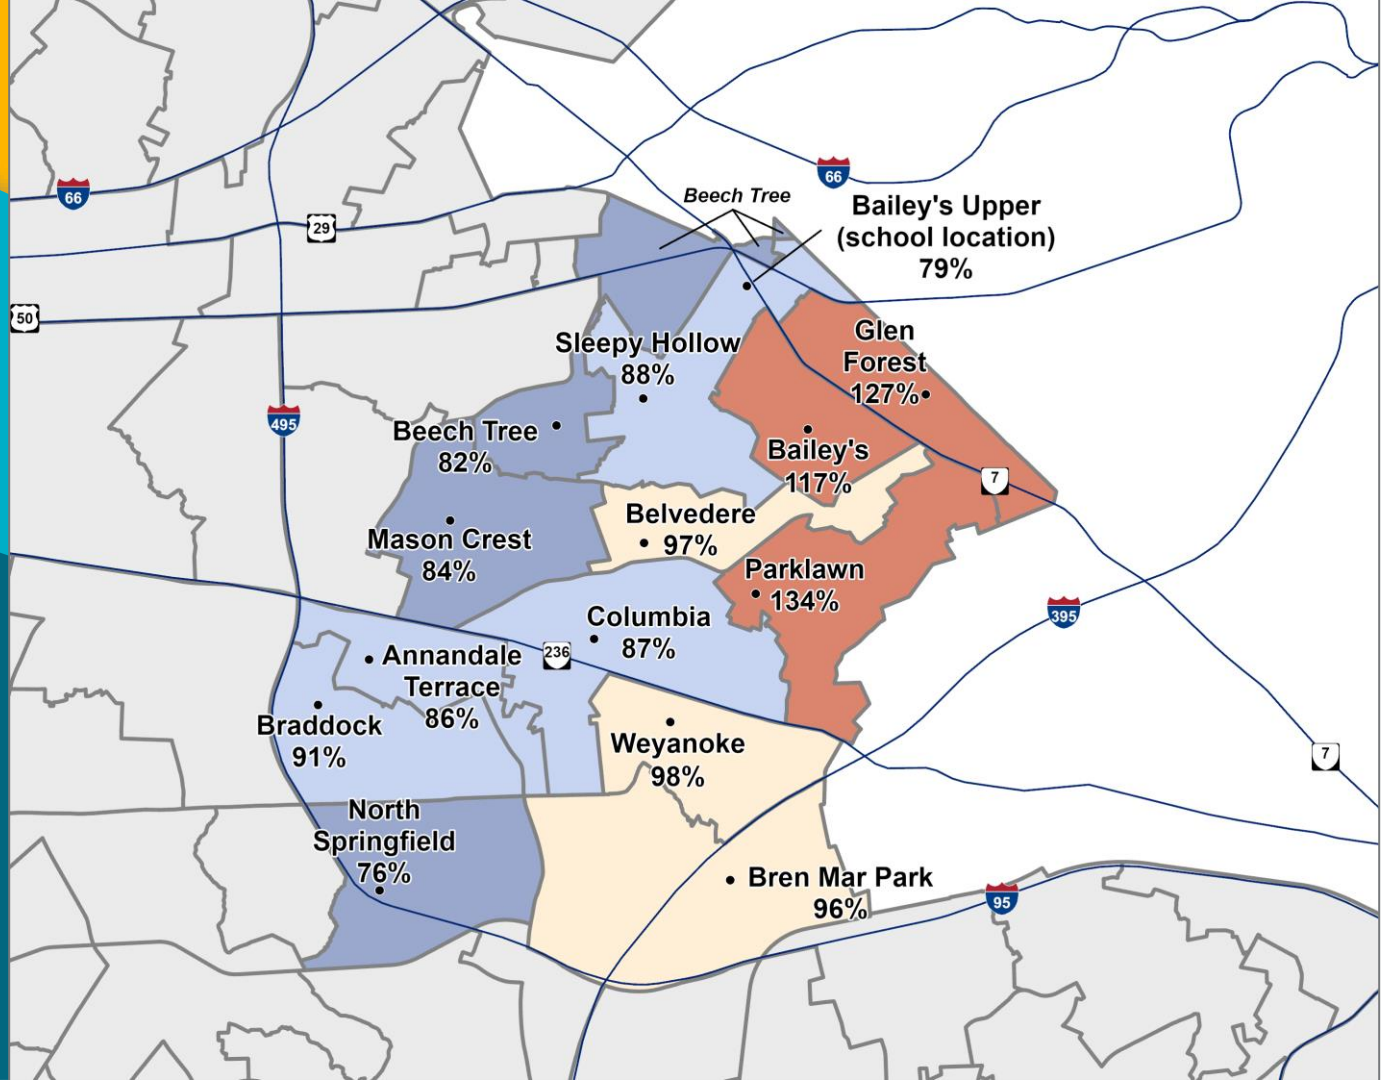 Beech Tree
66
Bailey's Upper
(school location)
79%
66
29
50
Glen
Forest
127%
Sleepy Hollow
88%
495
Beech Tree
82%
Bailey's
117%
7
Belvedere
97%
Mason Crest
84%
Parklawn
134%
395
Columbia
87%
236
Annandale
Terrace
86%
Braddock
91%
Weyanoke
98%
7
North
Springfield
76%
Bren Mar Park
96%
95